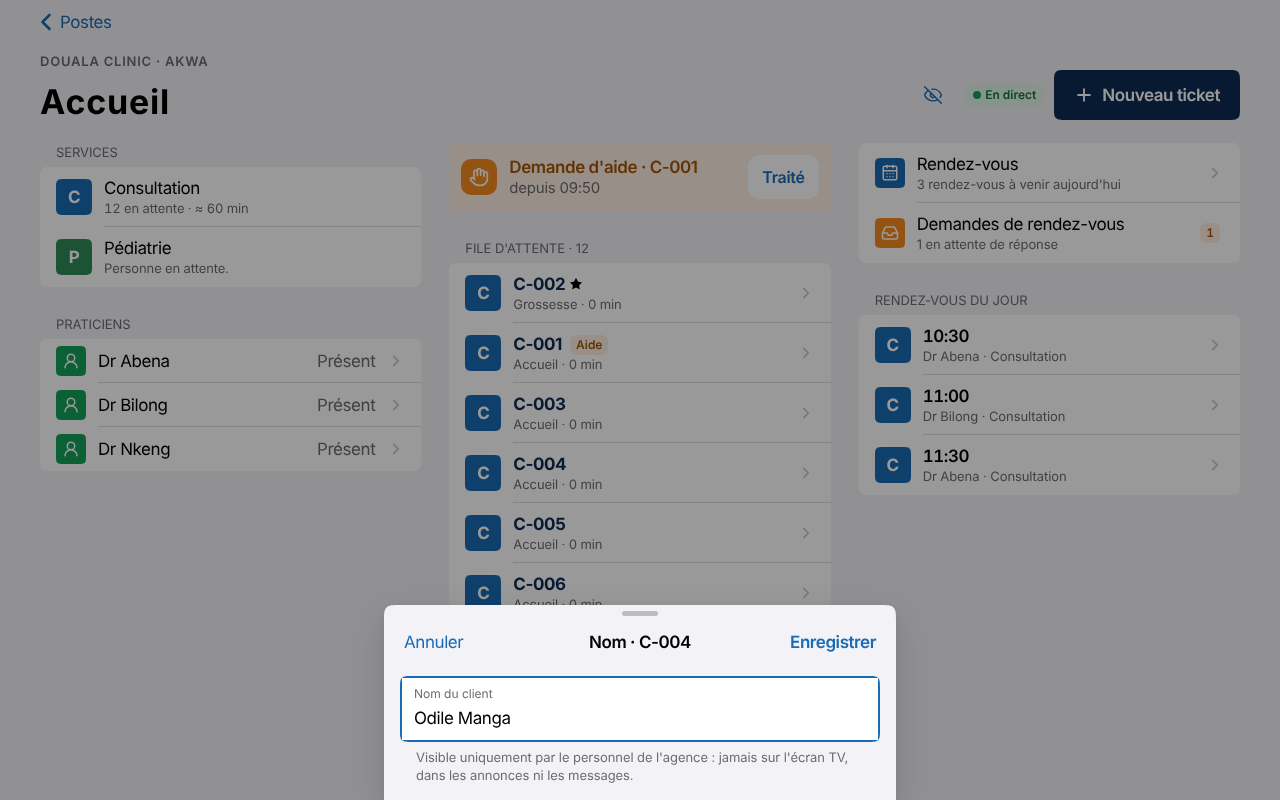 Postes
DOUALA CLINIC · AKWA
Accueil
En direct
Nouveau ticket
SERVICES
C
Consultation
12 en attente · ≈ 60 min
P
Pédiatrie
Personne en attente.
PRATICIENS
Dr Abena
Présent
Dr Bilong
Présent
Dr Nkeng
Présent
Demande d'aide · C-001
depuis 09:50
Traité
FILE D'ATTENTE · 12
C
C-002
Grossesse · 0 min
C
C-001 Aide
Accueil · 0 min
C
C-003
Accueil · 0 min
C
C-004
Accueil · 0 min
C
C-005
Accueil · 0 min
C
C-006
Accueil · 0 min
Rendez-vous
3 rendez-vous à venir aujourd'hui
Demandes de rendez-vous
1 en attente de réponse
1
RENDEZ-VOUS DU JOUR
C
10:30
Dr Abena · Consultation
C
11:00
Dr Bilong · Consultation
C
11:30
Dr Abena · Consultation
Annuler
Nom · C-004
Enregistrer
Nom du client
Odile Manga
Visible uniquement par le personnel de l'agence : jamais sur l'écran TV,
dans les annonces ni les messages.